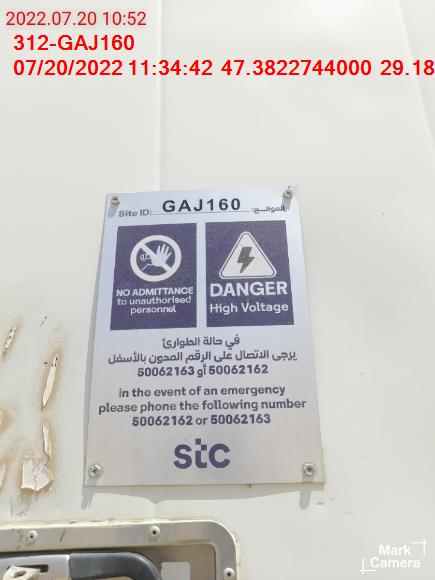 2022.07.20 10:52
312-GAJ160
07/20/2022 11:34:42 47.3822744000 29.18
Site ID: GAJ160 الموقع:
NO ADMITTANCE
to unauthorised
personnel
DANGER
High Voltage
في حالة الطوارئ
يرجى الاتصال على الرقم المدون بالأسفل
50062162 أو 50062163
In the event of an emergency
please phone the following number
50062162 or 50062163
stc
Mark
Camera